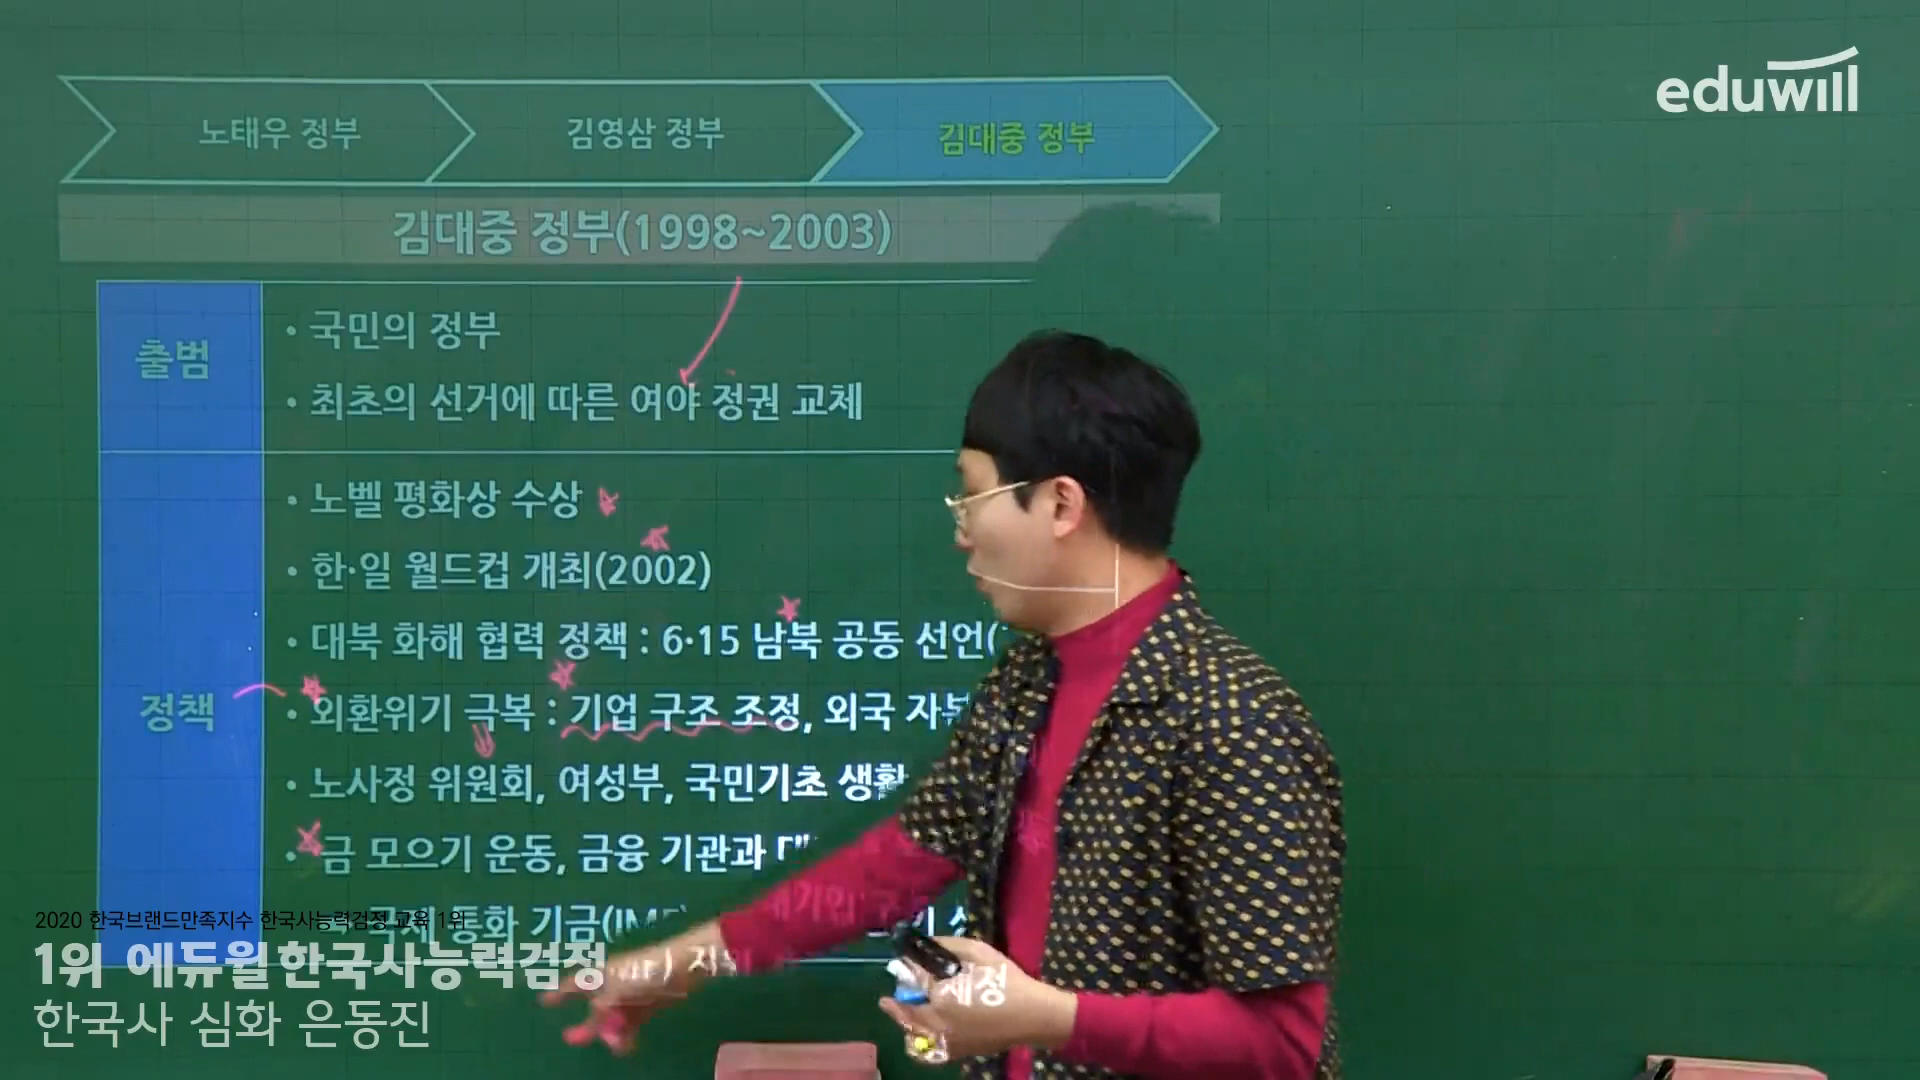 eduwill
노태우 정부
김영삼 정부
김대중 정부
김대중 정부(1998~2003)
출범
• 국민의 정부
• 최초의 선거에 따른 여야 정권 교체
정책
• 노벨 평화상 수상
• 한·일 월드컵 개최(2002)
• 대북 화해 협력 정책 : 6·15 남북 공동 선언(
• 외환위기 극복 : 기업 구조 조정, 외국 자본
• 노사정 위원회, 여성부, 국민기초 생활
• 금 모으기 운동, 금융 기관과
국제 통화 기금(IMF)
2020 한국브랜드만족지수 한국사능력검정 교육 1위
1위 에듀윌 한국사능력검정
한국사 심화 은동진